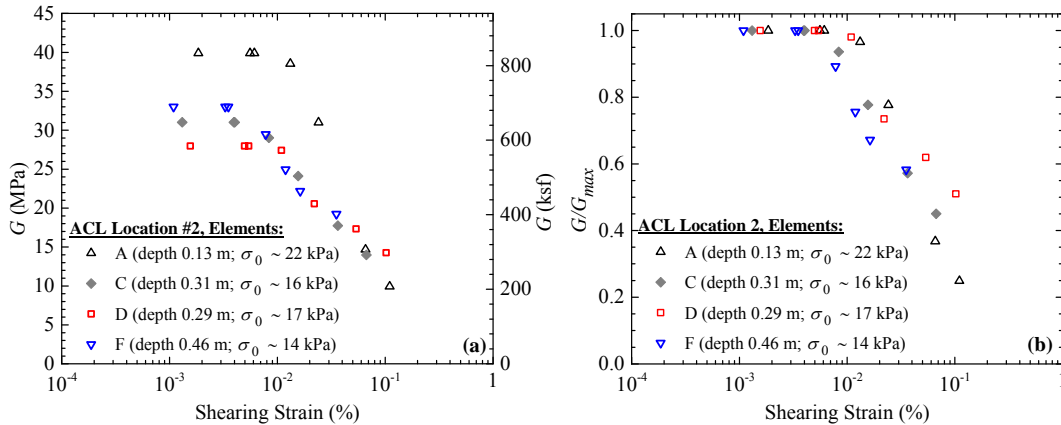 45
40
35
30
25
20
15
10
5
0
G (MPa)
800
600
400
200
0
G (ksf)
ACL Location #2, Elements:
A (depth 0.13 m; σ0 ~ 22 kPa)
C (depth 0.31 m; σ0 ~ 16 kPa)
D (depth 0.29 m; σ0 ~ 17 kPa)
F (depth 0.46 m; σ0 ~ 14 kPa)
(a)
10-4
10-3
10-2
10-1
1
Shearing Strain (%)
1.0
0.8
0.6
0.4
0.2
0.0
G/Gmax
ACL Location 2, Elements:
A (depth 0.13 m; σ0 ~ 22 kPa)
C (depth 0.31 m; σ0 ~ 16 kPa)
D (depth 0.29 m; σ0 ~ 17 kPa)
F (depth 0.46 m; σ0 ~ 14 kPa)
(b)
10-4
10-3
10-2
10-1
1
Shearing Strain (%)